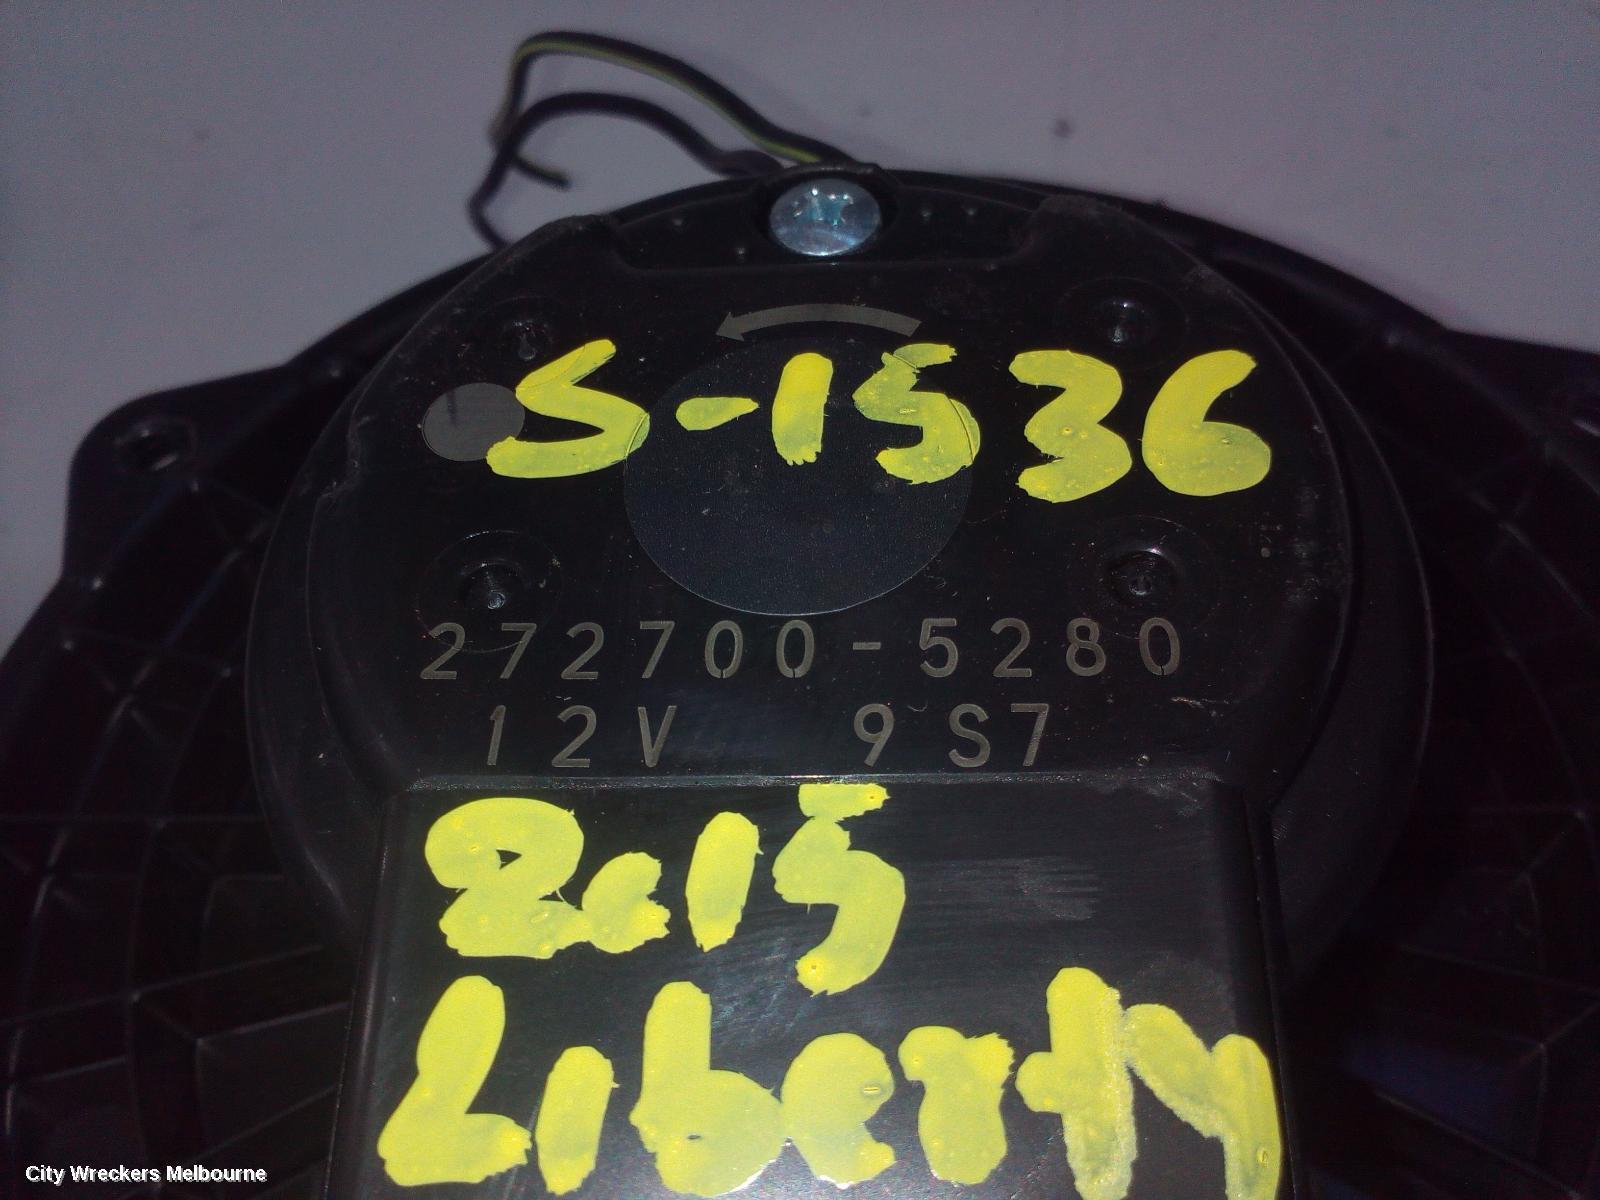 S-1536
272700-5280
12V 9S7
2015
Liberty
City Wreckers Melbourne